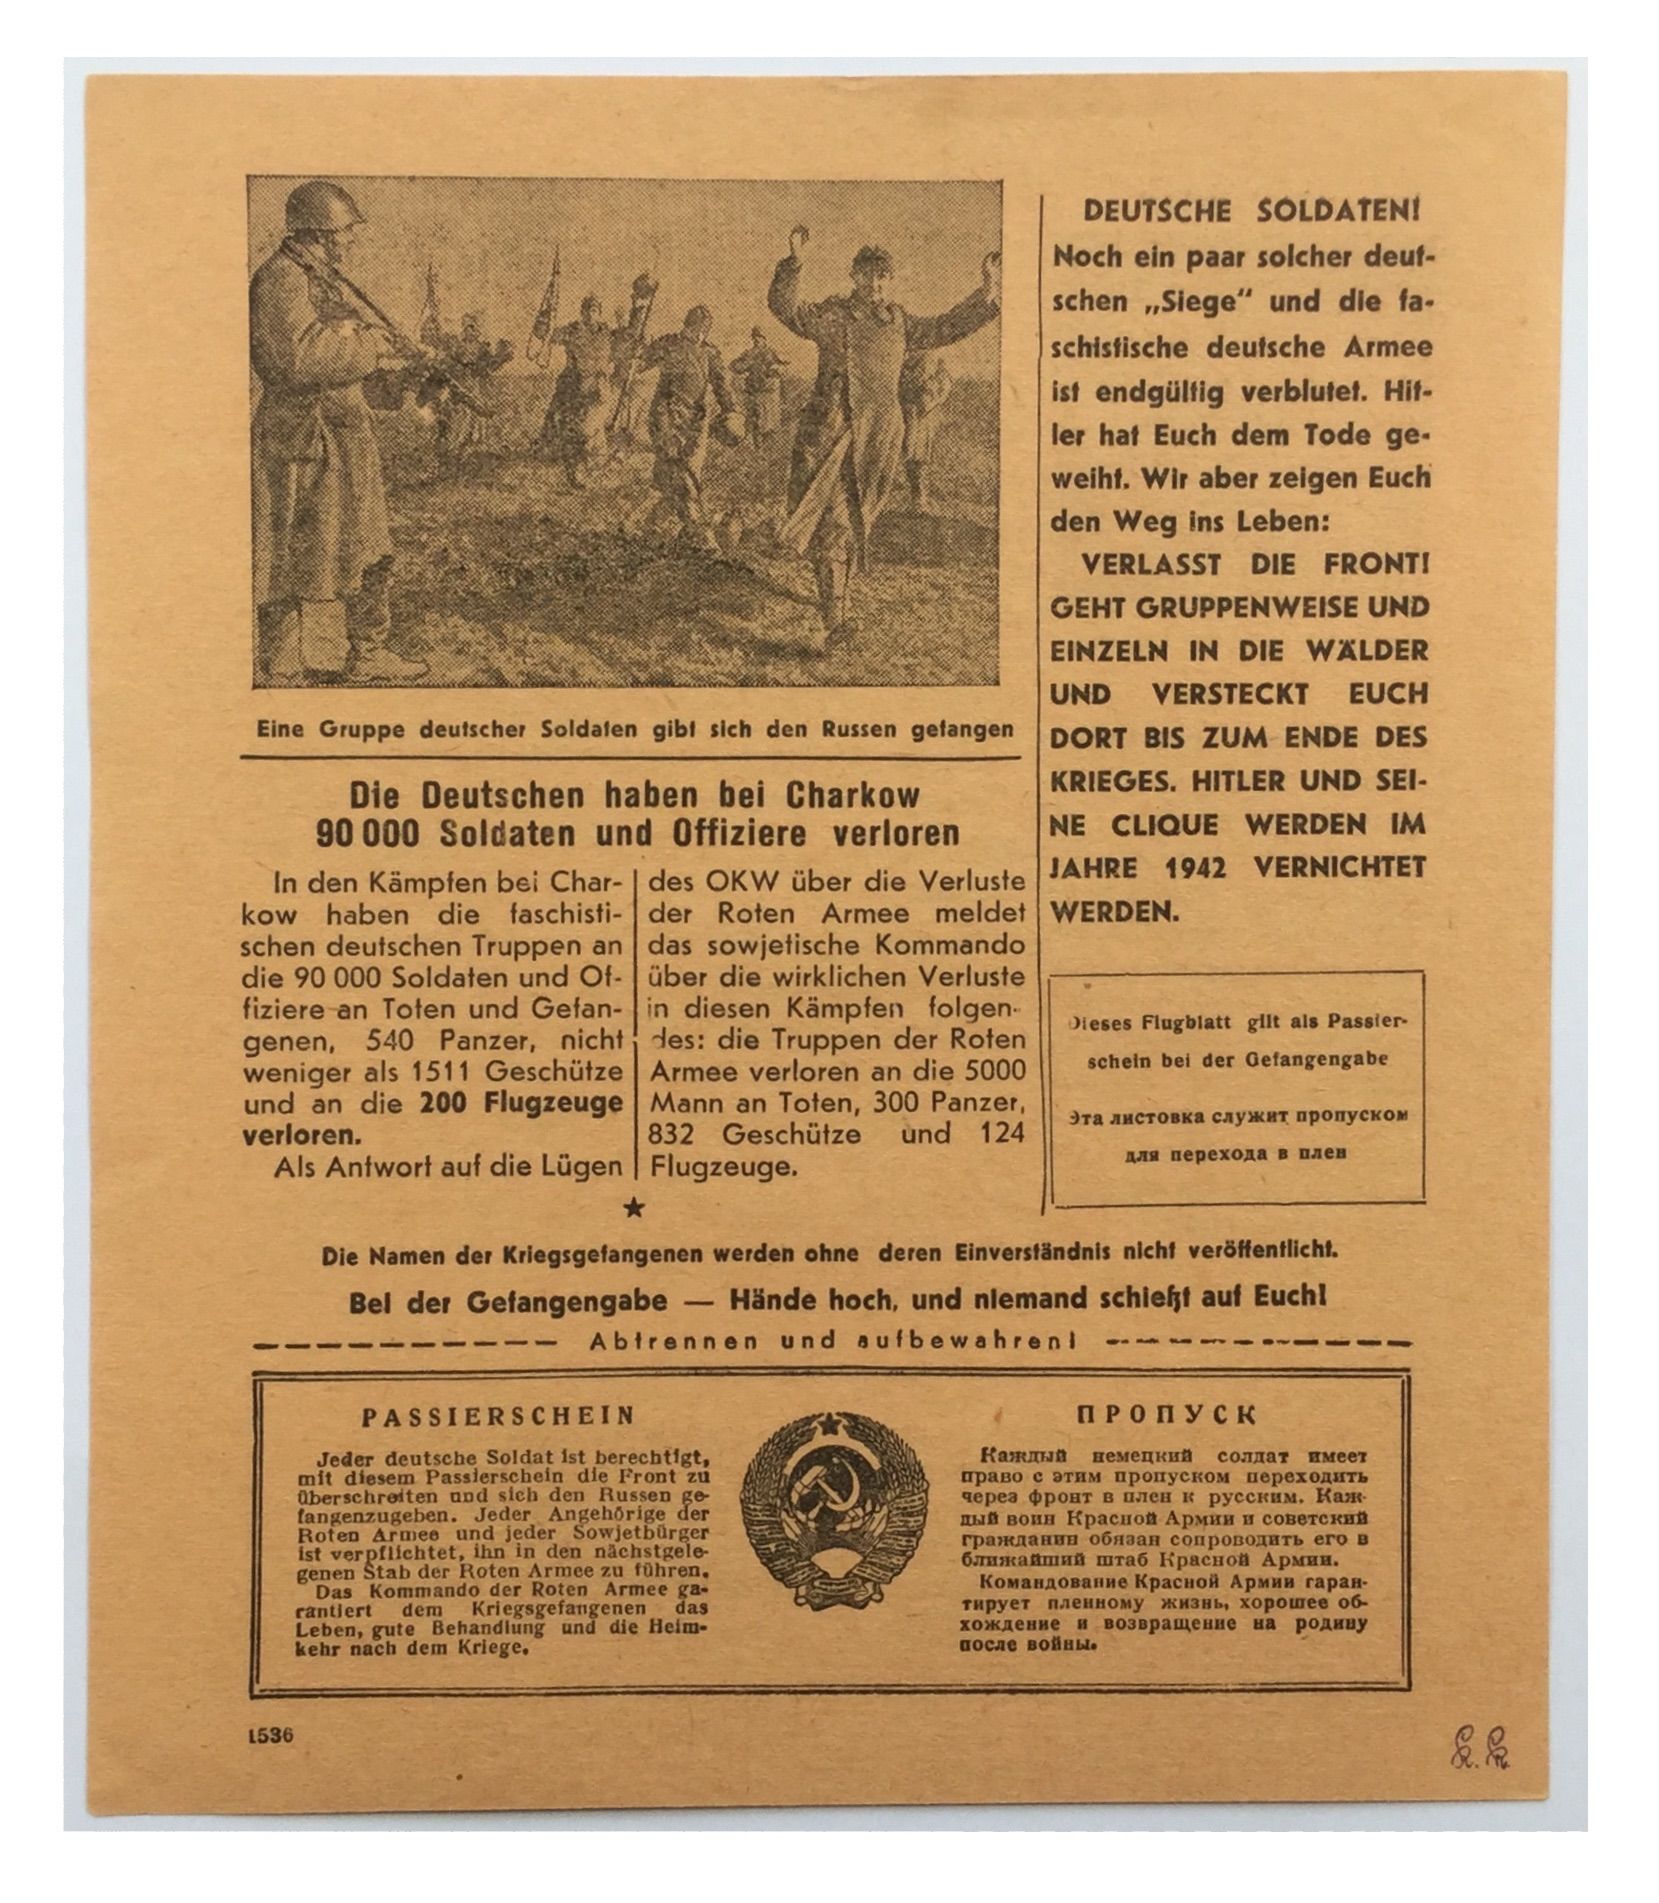 Eine Gruppe deutscher Soldaten gibt sich den Russen gefangen
Die Deutschen haben bei Charkow
90 000 Soldaten und Offiziere verloren
In den Kämpfen bei Char-
kow haben die faschisti-
schen deutschen Truppen an
die 90 000 Soldaten und Of-
fiziere an Toten und Gefan-
genen, 540 Panzer, nicht
weniger als 1511 Geschütze
und an die 200 Flugzeuge
verloren.
Als Antwort auf die Lügen
des OKW über die Verluste
der Roten Armee meldet
das sowjetische Kommando
über die wirklichen Verluste
in diesen Kämpfen folgen-
des: die Truppen der Roten
Armee verloren an die 5000
Mann an Toten, 300 Panzer,
832 Geschütze und 124
Flugzeuge.
DEUTSCHE SOLDATEN!
Noch ein paar solcher deut-
schen „Siege“ und die fa-
schistische deutsche Armee
ist endgültig verblutet. Hit-
ler hat Euch dem Tode ge-
weiht. Wir aber zeigen Euch
den Weg ins Leben:
VERLASST DIE FRONT!
GEHT GRUPPENWEISE UND
EINZELN IN DIE WÄLDER
UND VERSTECKT EUCH
DORT BIS ZUM ENDE DES
KRIEGES. HITLER UND SEI-
NE CLIQUE WERDEN IM
JAHRE 1942 VERNICHTET
WERDEN.
Dieses Flugblatt gilt als Passier-
schein bei der Gefangengabe
Эта листовка служит пропуском
для перехода в плен
★
Die Namen der Kriegsgefangenen werden ohne deren Einverständnis nicht veröffentlicht.
Bei der Gefangengabe — Hände hoch, und niemand schießt auf Euch!
Abtrennen und aufbewahren!
PASSIERSCHEIN
Jeder deutsche Soldat ist berechtigt,
mit diesem Passierschein die Front zu
überschreiten und sich den Russen ge-
fangenzugeben. Jeder Angehörige der
Roten Armee und jeder Sowjetbürger
ist verpflichtet, ihn in den nächstgele-
genen Stab der Roten Armee zu führen.
Das Kommando der Roten Armee ga-
rantiert dem Kriegsgefangenen das
Leben, gute Behandlung und die Heim-
kehr nach dem Kriege.
ПРОПУСК
Каждый немецкий солдат имеет
право с этим пропуском переходить
через фронт в плен к русским. Каж-
дый воин Красной Армии и советский
гражданин обязан сопроводить его в
ближайший штаб Красной Армии.
Командование Красной Армии гаран-
тирует пленному жизнь, хорошее об-
хождение и возвращение на родину
после войны.
1536